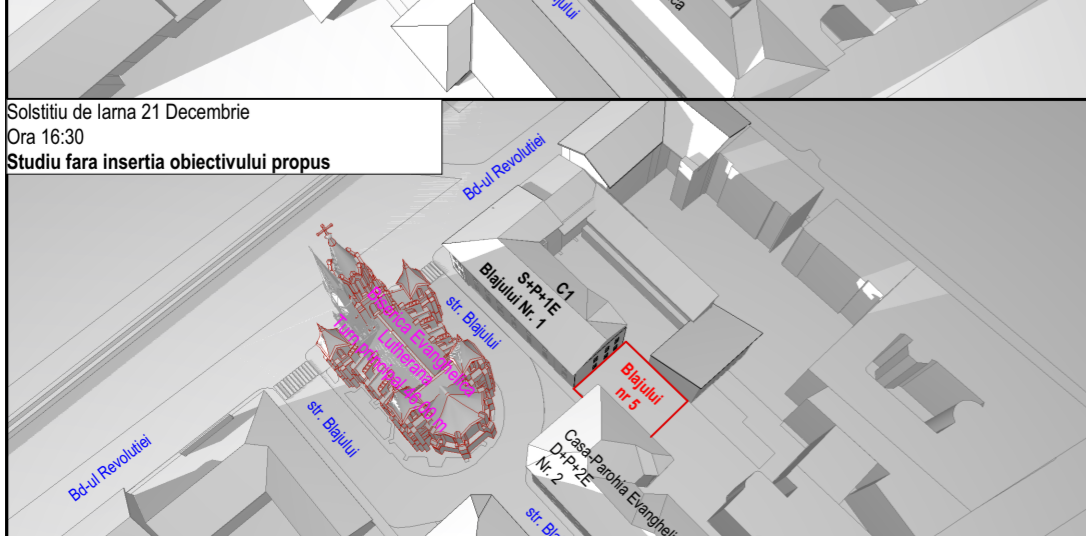 Solstitiu de Iarna 21 Decembrie
Ora 16:30
Studiu fara insertia obiectivului propus
Bd-ul Revolutiei
C1
S+P+1E
Blajului Nr. 1
str. Blajului
Biserica Evanghelica
Lutherana
Turn principal de
Blajului
nr 5
str. Blajului
Bd-ul Revolutiei
Casa-Parohia
D+P+2E
Nr. 2